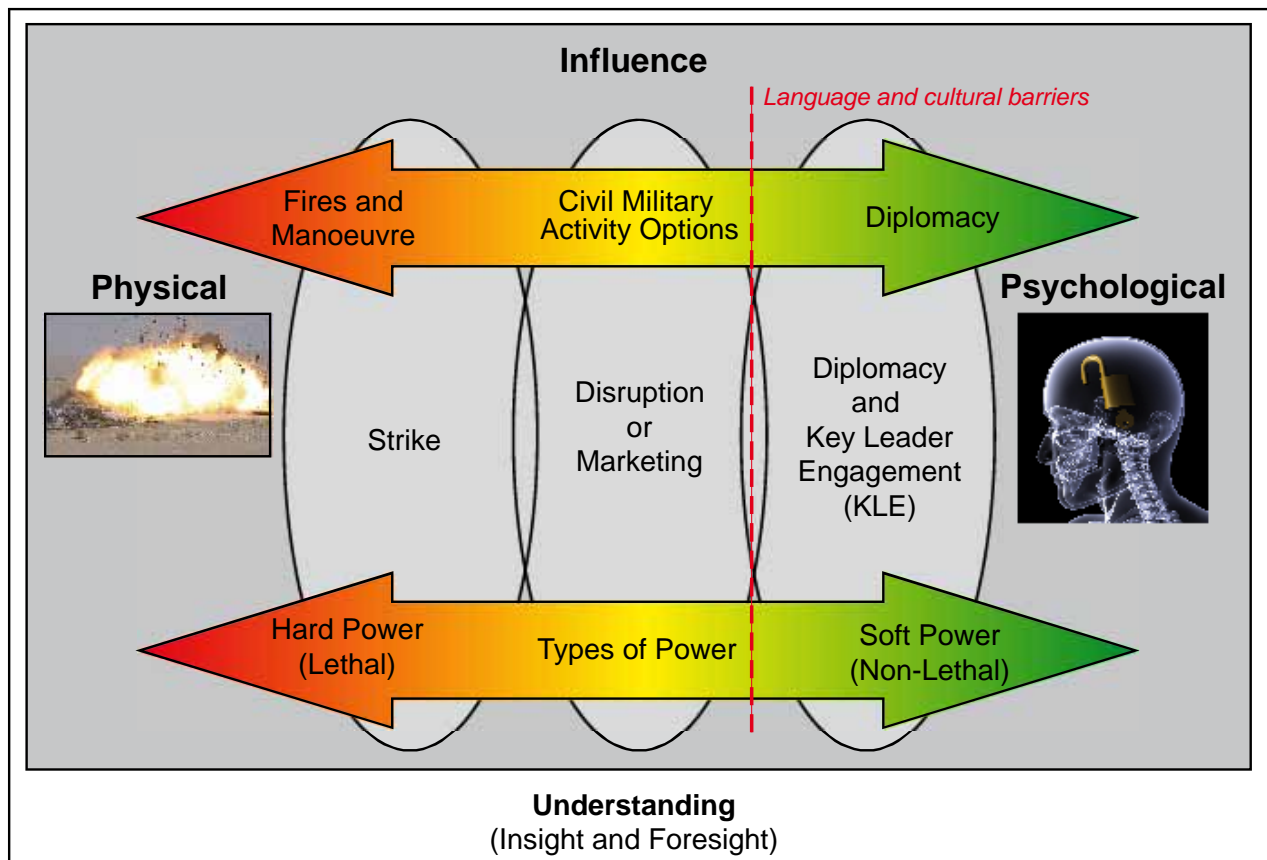 Influence
Language and cultural barriers
Fires and
Manoeuvre
Civil Military
Activity Options
Diplomacy
Physical
Psychological
Strike
Disruption
or
Marketing
Diplomacy
and
Key Leader
Engagement
(KLE)
Hard Power
(Lethal)
Types of Power
Soft Power
(Non-Lethal)
Understanding
(Insight and Foresight)